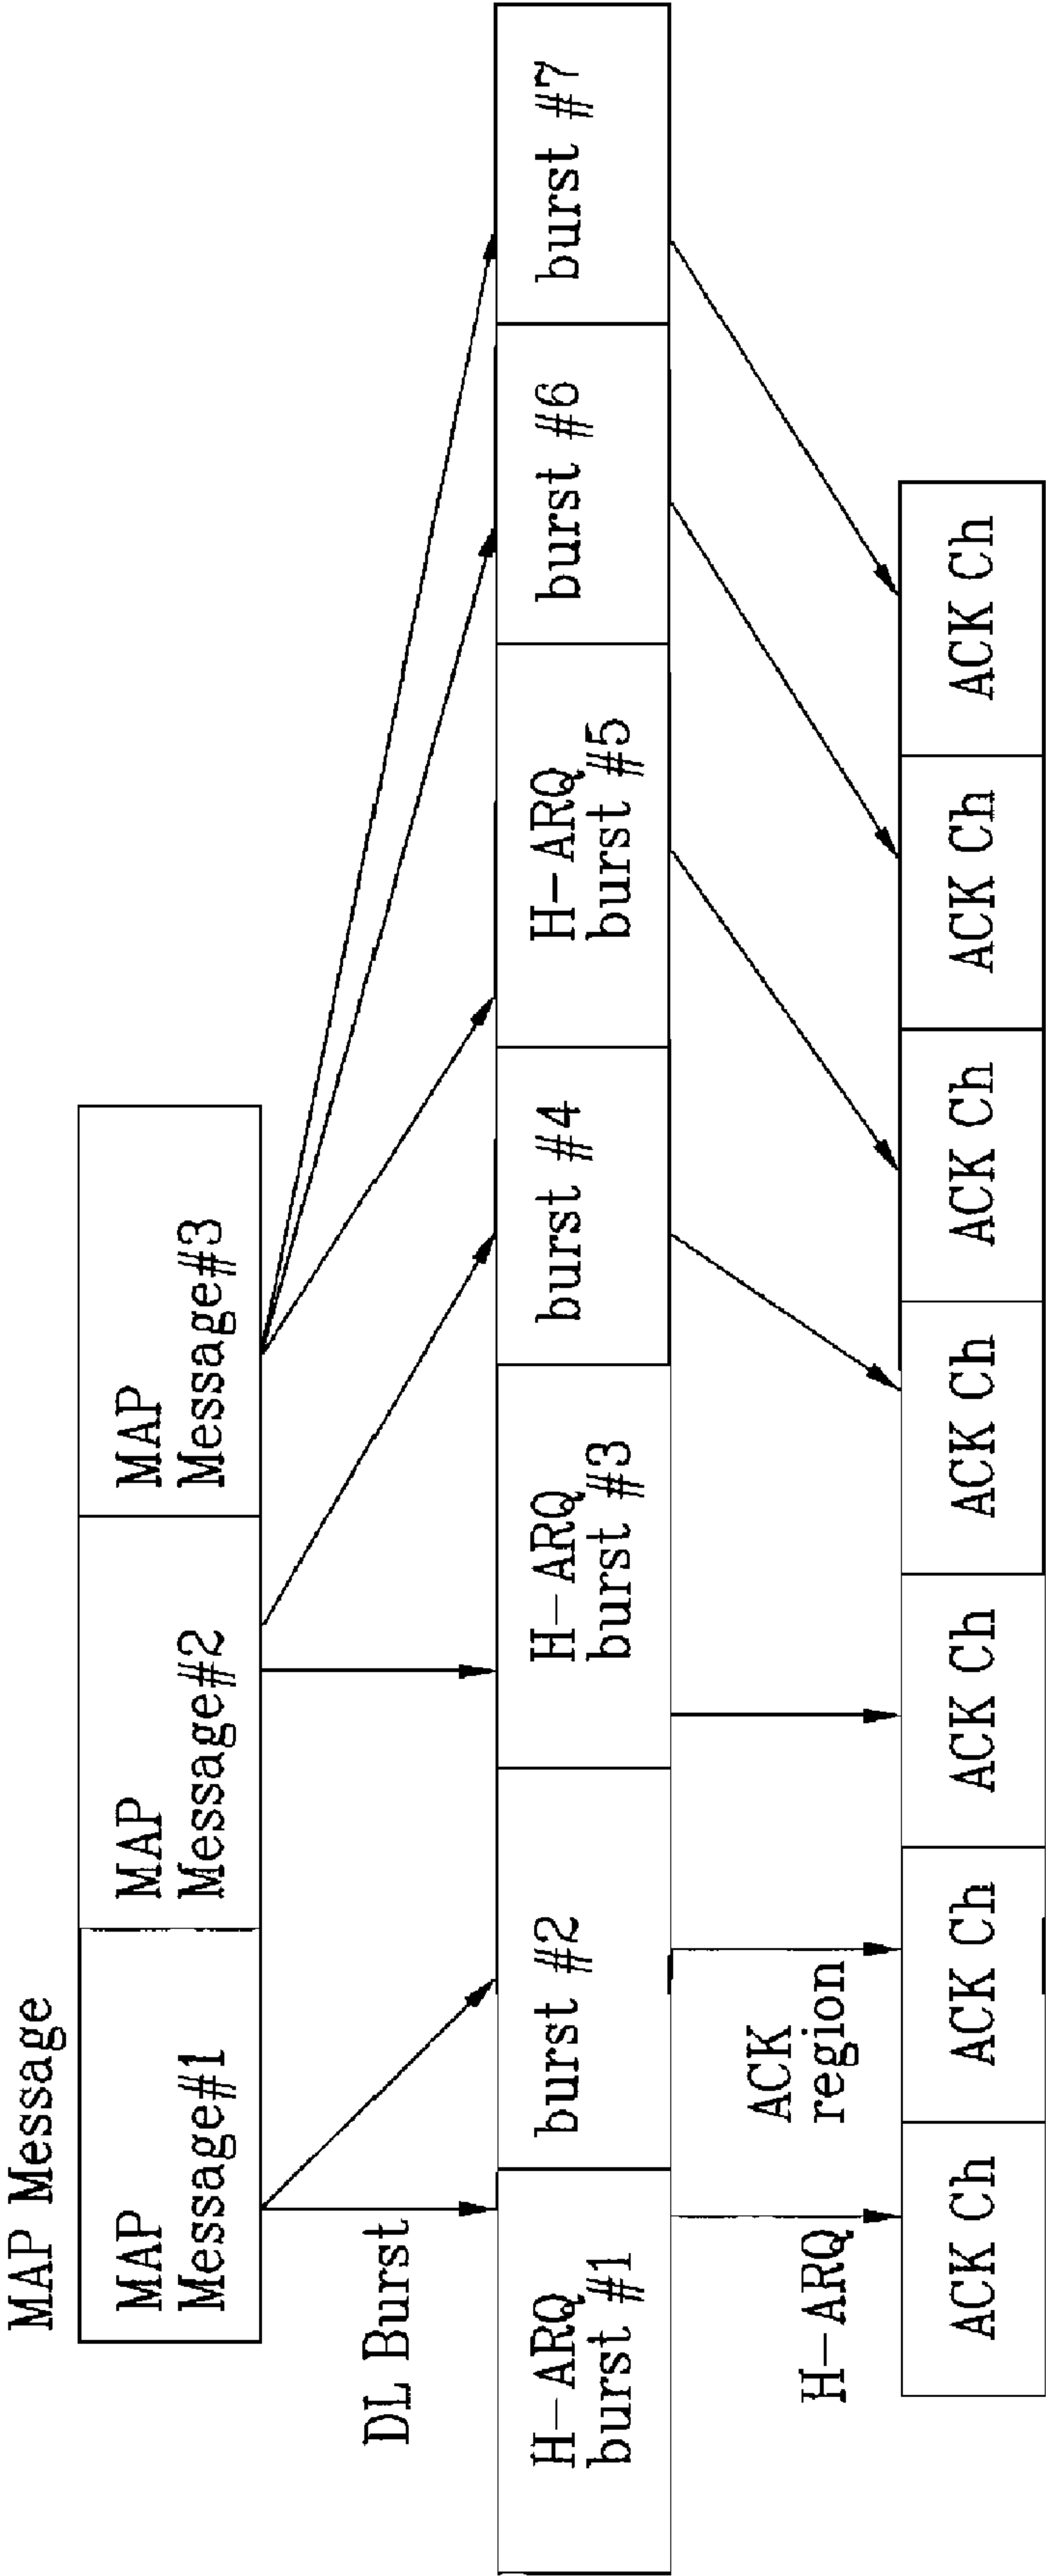 MAP Message
MAP
Message#1
MAP
Message#2
MAP
Message#3
DL Burst
H-ARQ
burst #1
burst #2
H-ARQ
burst #3
burst #4
H-ARQ
burst #5
burst #6
burst #7
H-ARQ
ACK
region
ACK Ch
ACK Ch
ACK Ch
ACK Ch
ACK Ch
ACK Ch
ACK Ch